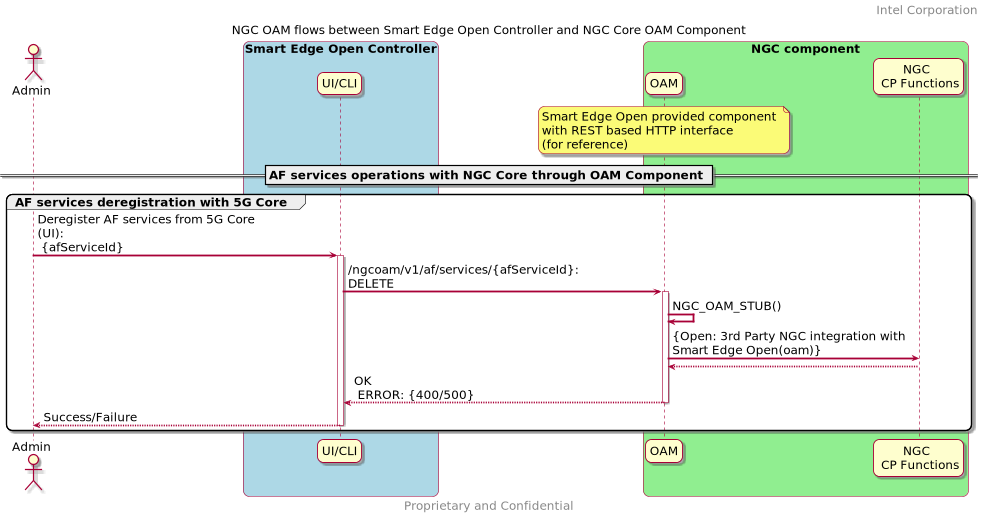 Intel Corporation
NGC OAM flows between Smart Edge Open Controller and NGC Core OAM Component
Smart Edge Open Controller
NGC component
Admin
UI/CLI
OAM
NGC
CP Functions
Smart Edge Open provided component
with REST based HTTP interface
(for reference)
AF services operations with NGC Core through OAM Component
AF services deregistration with 5G Core
Deregister AF services from 5G Core
(UI):
{afServiceId}
/ngcoam/v1/af/services/{afServiceId}:
DELETE
NGC_OAM_STUB()
{Open: 3rd Party NGC integration with
Smart Edge Open(oam)}
OK
ERROR: {400/500}
Success/Failure
Admin
UI/CLI
OAM
NGC
CP Functions
Proprietary and Confidential